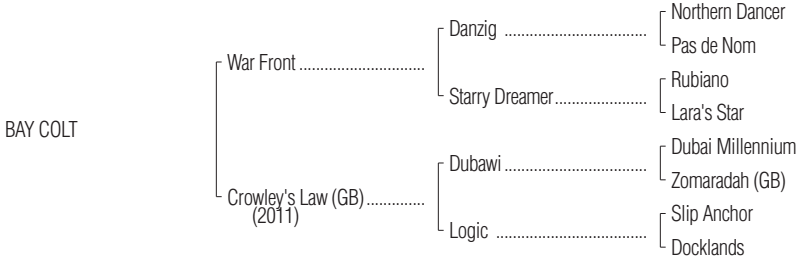 Northern Dancer
Danzig ....................................
Pas de Nom
War Front ................................
Rubiano
Starry Dreamer........................
Lara's Star
BAY COLT
Dubai Millennium
Dubawi ....................................
Zomaradah (GB)
Crowley's Law (GB) ..............
(2011)
Slip Anchor
Logic .......................................
Docklands